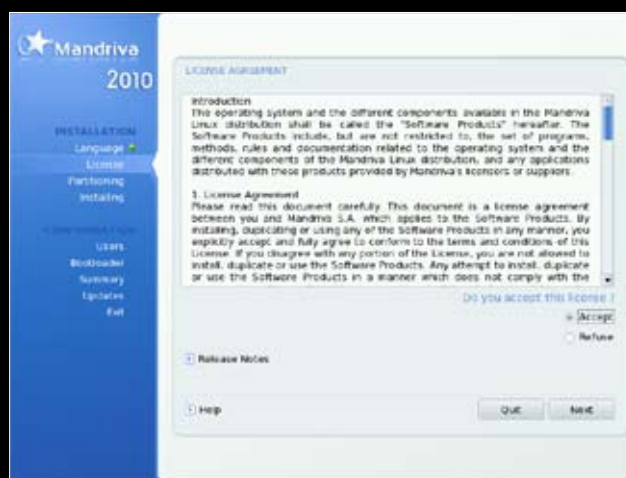 Mandriva
2010
INSTALLATION
Language
License
Partitioning
Installing
CONFIGURATION
Users
Bootloader
Summary
Updates
Exit
LICENSE AGREEMENT
Introduction
The operating system and the different components available in the Mandriva
Linux distribution shall be called the "Software Products" hereafter. The
Software Products include, but are not restricted to, the set of programs,
methods, rules and documentation related to the operating system and the
different components of the Mandriva Linux distribution, and any applications
distributed with these products provided by Mandriva's licensors or suppliers.
1. License Agreement
Please read this document carefully. This document is a license agreement
between you and Mandriva S.A. which applies to the Software Products. By
installing, duplicating or using any of the Software Products in any manner, you
explicitly accept and fully agree to conform to the terms and conditions of this
License. If you disagree with any portion of the License, you are not allowed to
install, duplicate or use the Software Products. Any attempt to install, duplicate
or use the Software Products in a manner which does not comply with the
Do you accept this license ?
Accept
Refuse
Release Notes
Help
Quit
Next